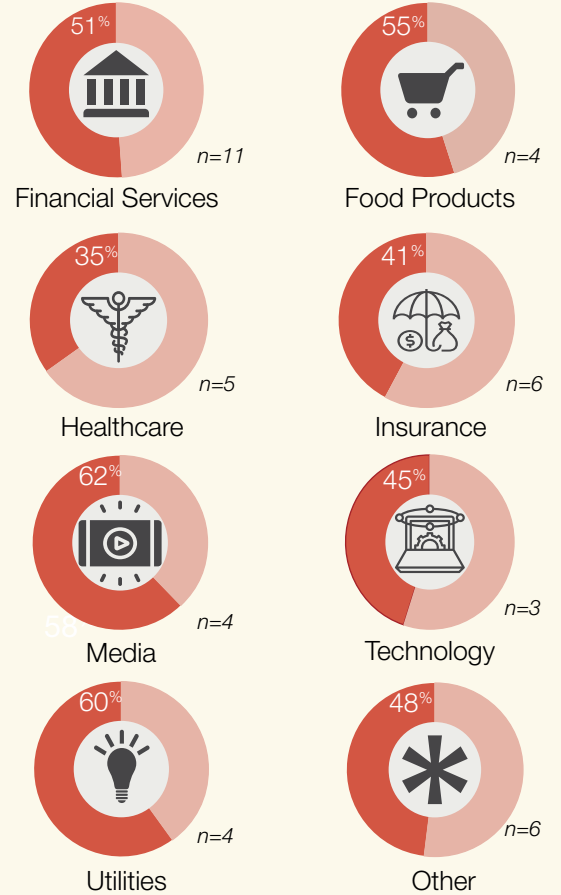 51% 55%
n=11 n=4
Financial Services Food Products
35% 41%
$
n=5 n=6
Healthcare Insurance
62% 45%
58
n=4 n=3
Media Technology
60% 48%
n=4 n=6
Utilities Other